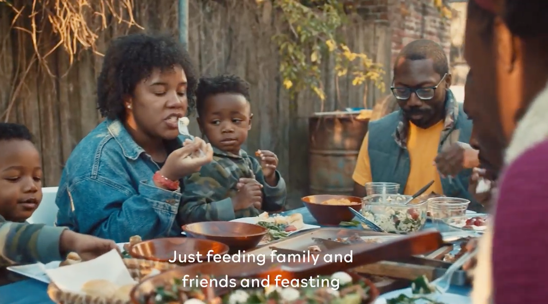 Just feeding family and
friends and feasting